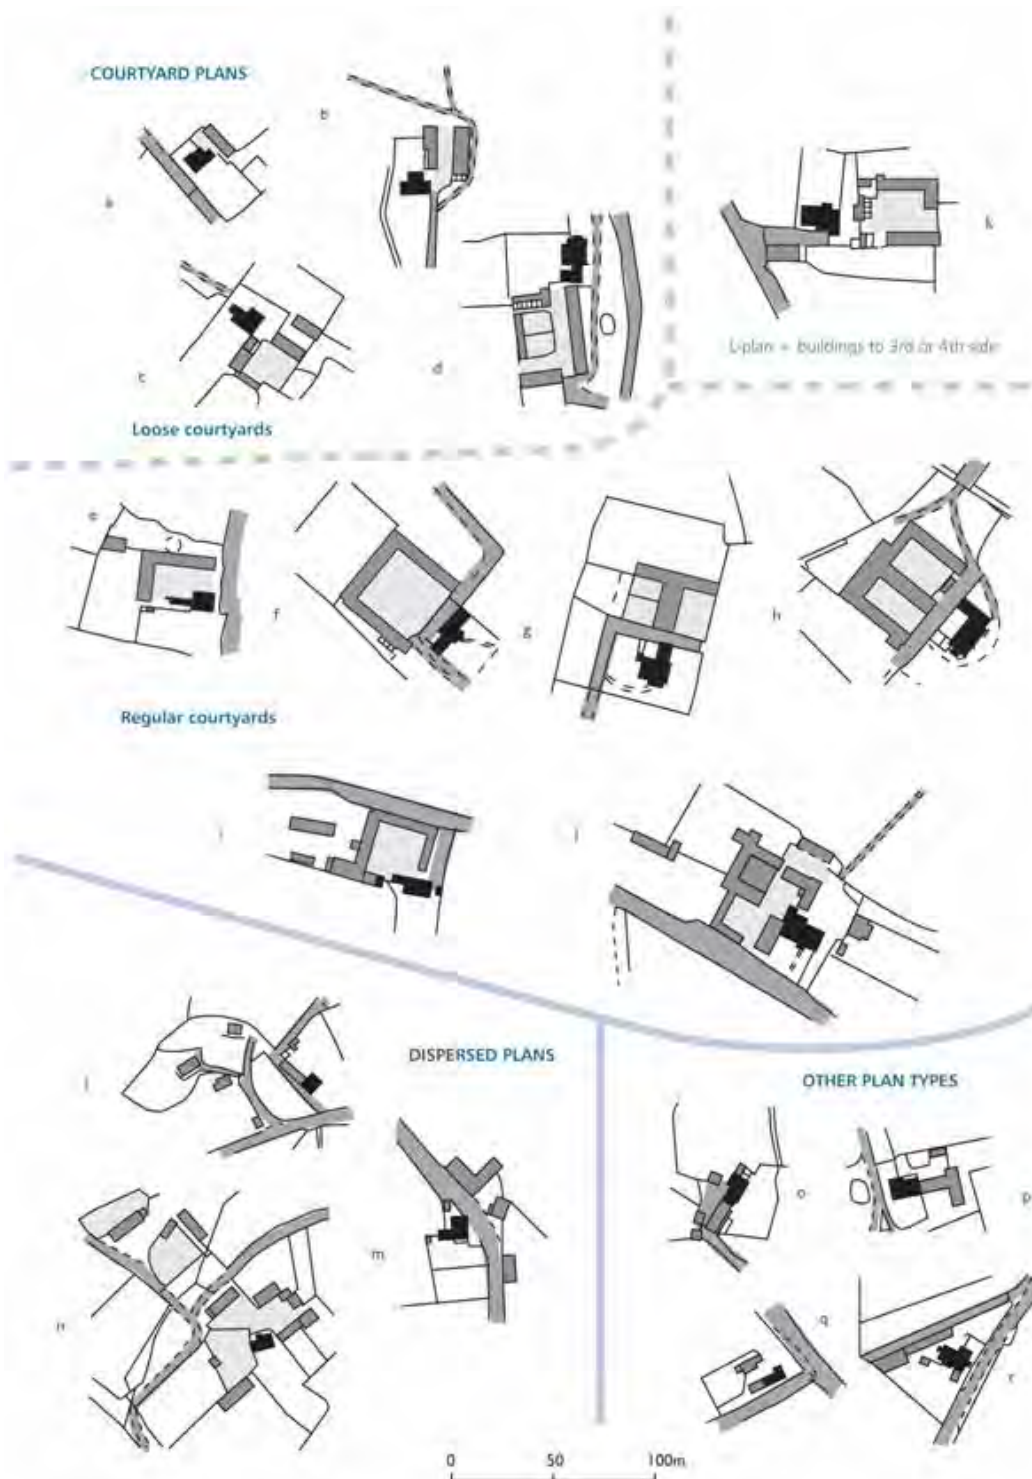 COURTYARD PLANS
b
a
k
L-plan + buildings to 3rd or 4th side
c
d
Loose courtyards
e
f
g
h
Regular courtyards
i
j
DISPERSED PLANS
OTHER PLAN TYPES
l
o
p
m
n
q
r
0 50 100m